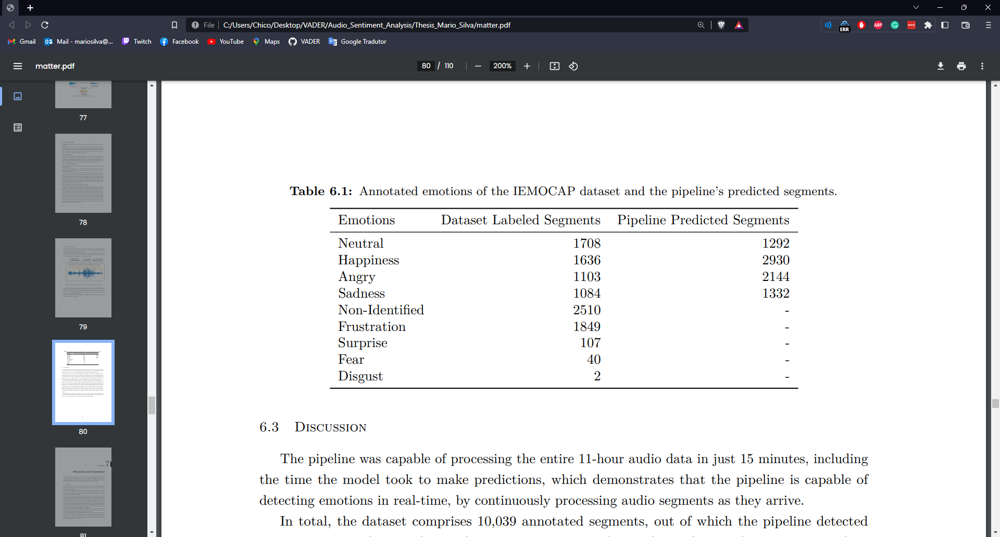 File C:/Users/Chico/Desktop/VADER/Audio_Sentiment_Analysis/Thesis_Mario_Silva/matter.pdf
ERR
ABP
Gmail Mail - mariosilva@... Twitch Facebook YouTube Maps VADER Google Tradutor
matter.pdf 80 / 110 200%
77
78
79
80
81
Table 6.1: Annotated emotions of the IEMOCAP dataset and the pipeline's predicted segments.
Emotions Dataset Labeled Segments Pipeline Predicted Segments
Neutral 1708 1292
Happiness 1636 2930
Angry 1103 2144
Sadness 1084 1332
Non-Identified 2510 -
Frustration 1849 -
Surprise 107 -
Fear 40 -
Disgust 2 -
6.3 DISCUSSION
The pipeline was capable of processing the entire 11-hour audio data in just 15 minutes, including
the time the model took to make predictions, which demonstrates that the pipeline is capable of
detecting emotions in real-time, by continuously processing audio segments as they arrive.
In total, the dataset comprises 10,039 annotated segments, out of which the pipeline detected